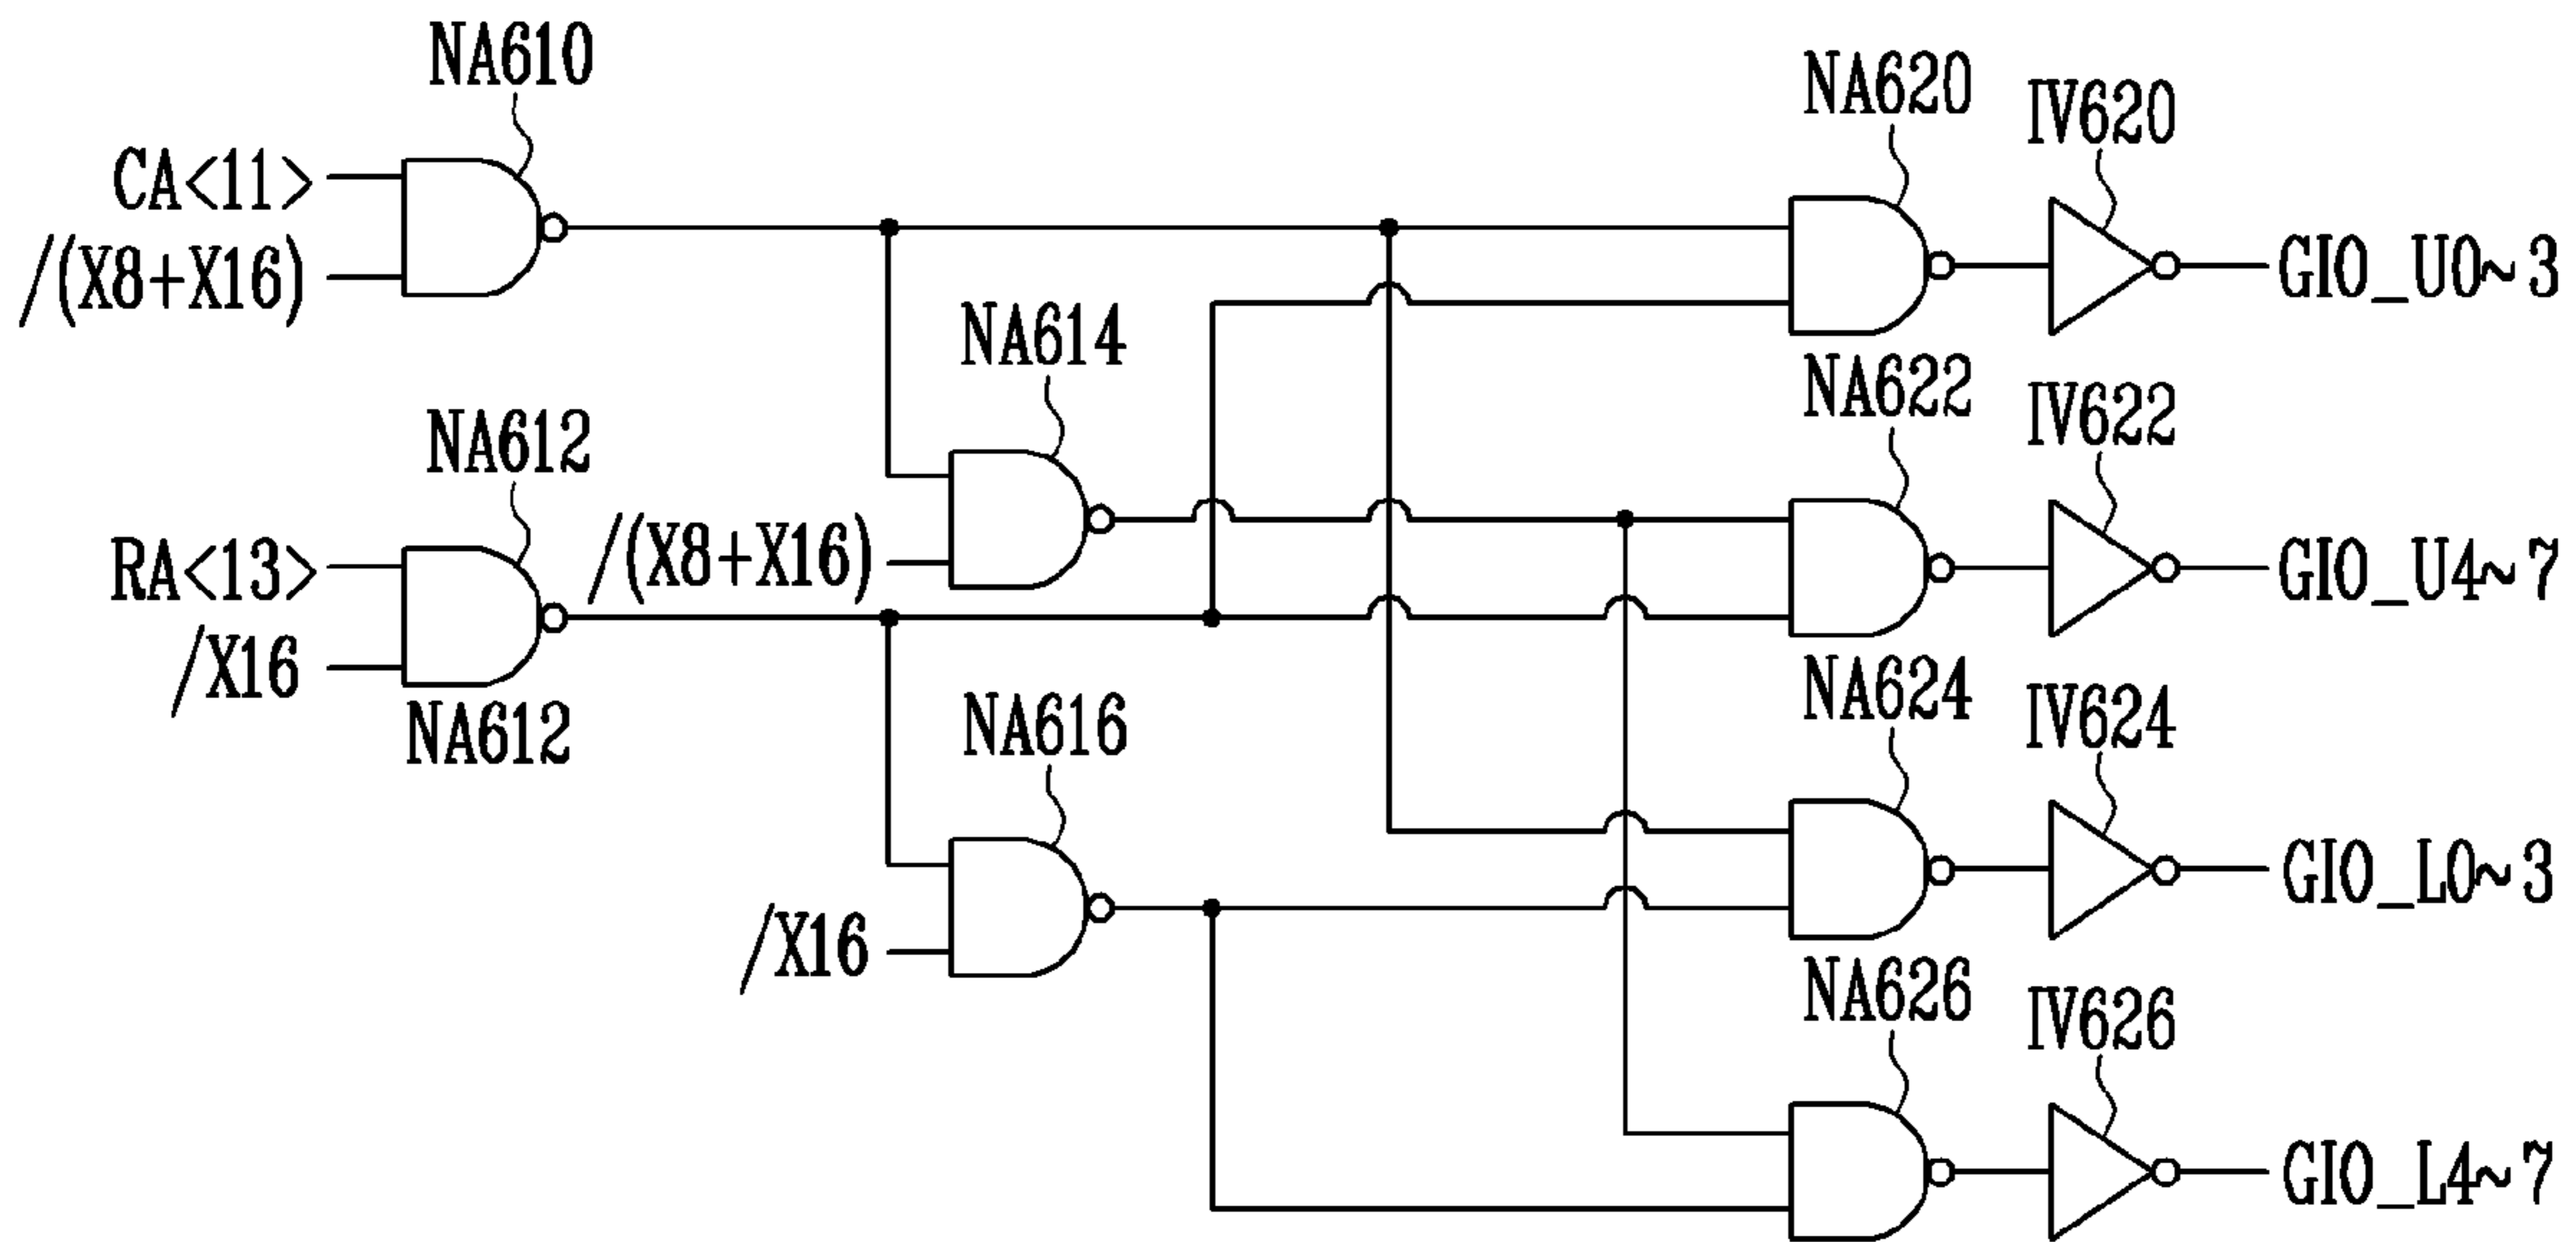 NA610
NA620
IV620
CA<11>
/(X8+X16)
GIO_U0~3
NA614
NA622
IV622
NA612
RA<13>
/(X8+X16)
GIO_U4~7
/X16
NA612
NA616
NA624
IV624
GIO_L0~3
/X16
NA626
IV626
GIO_L4~7